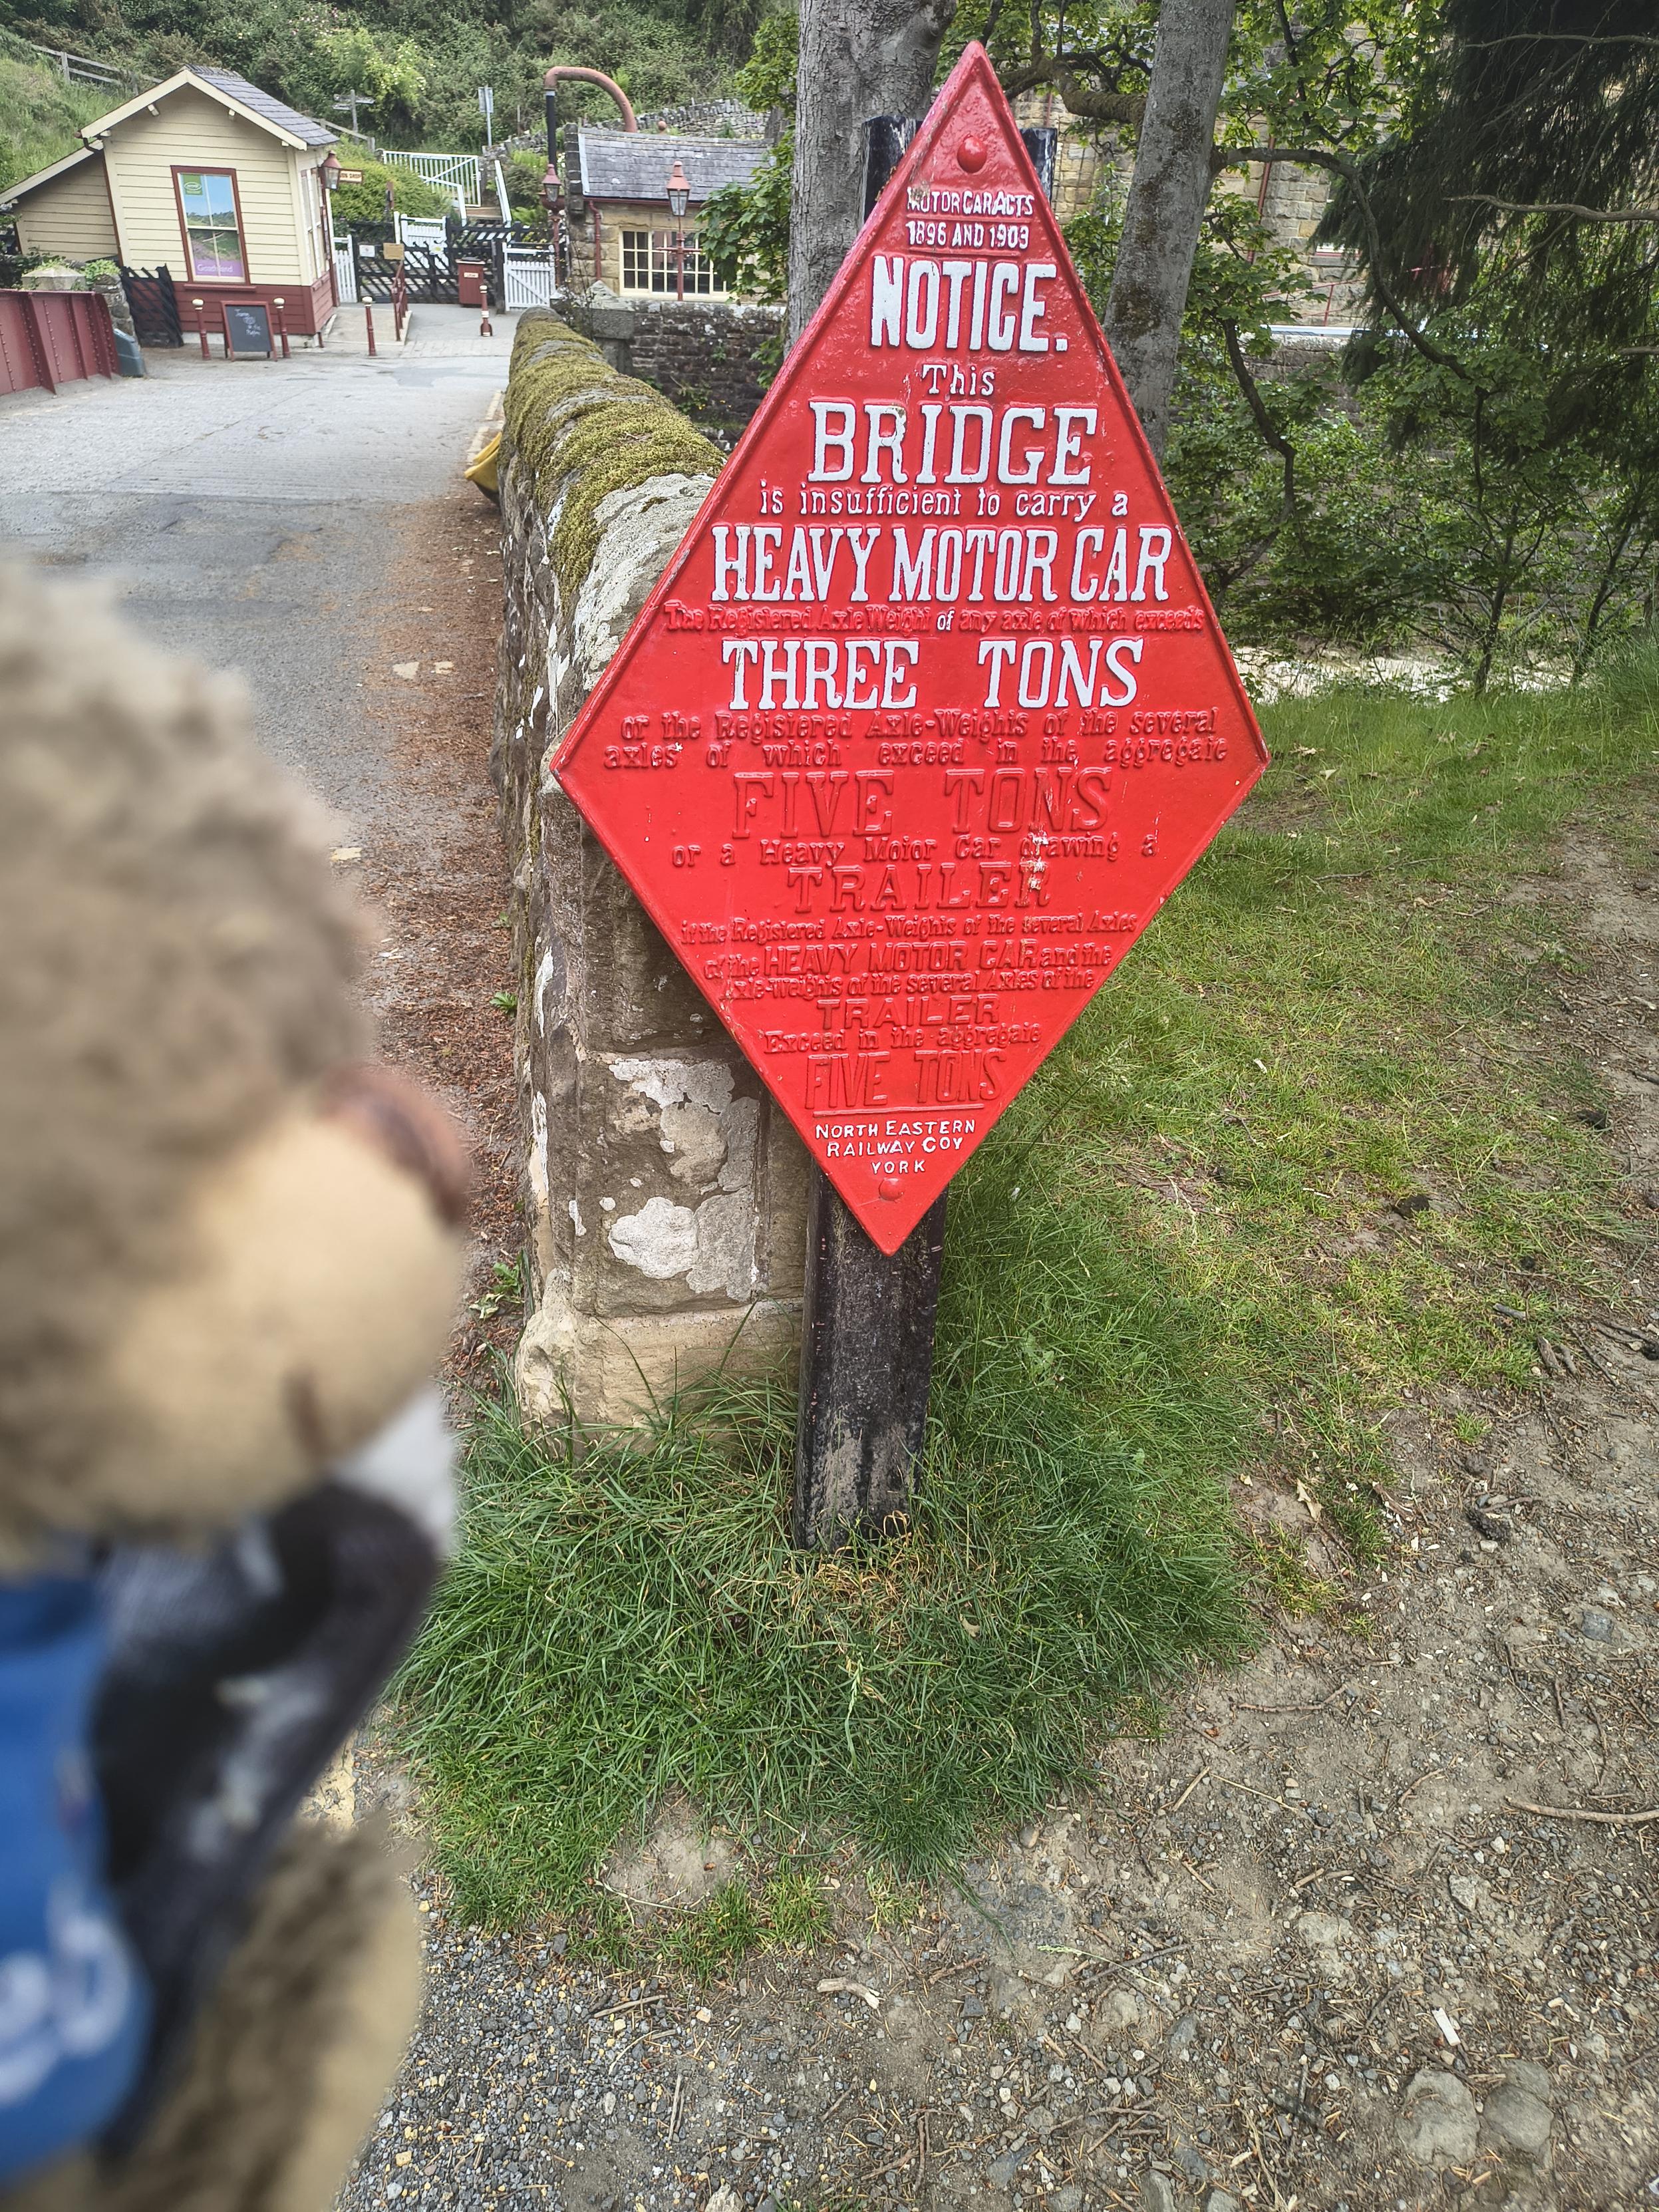 MOTOR CAR ACTS
1896 AND 1903
NOTICE.
This
BRIDGE
is insufficient to carry a
HEAVY MOTOR CAR
The Registered Axle Weight of any axle of which exceeds
THREE TONS
or the Registered Axle-Weights of the several
axles of which exceed in the aggregate
FIVE TONS
or a Heavy Motor Car drawing a
TRAILER
if the Registered Axle-Weights of the several Axles
of the HEAVY MOTOR CAR and the
Axle-weights of the several Axles of the
TRAILER
Exceed in the aggregate
FIVE TONS
NORTH EASTERN
RAILWAY COY
YORK
Goathland